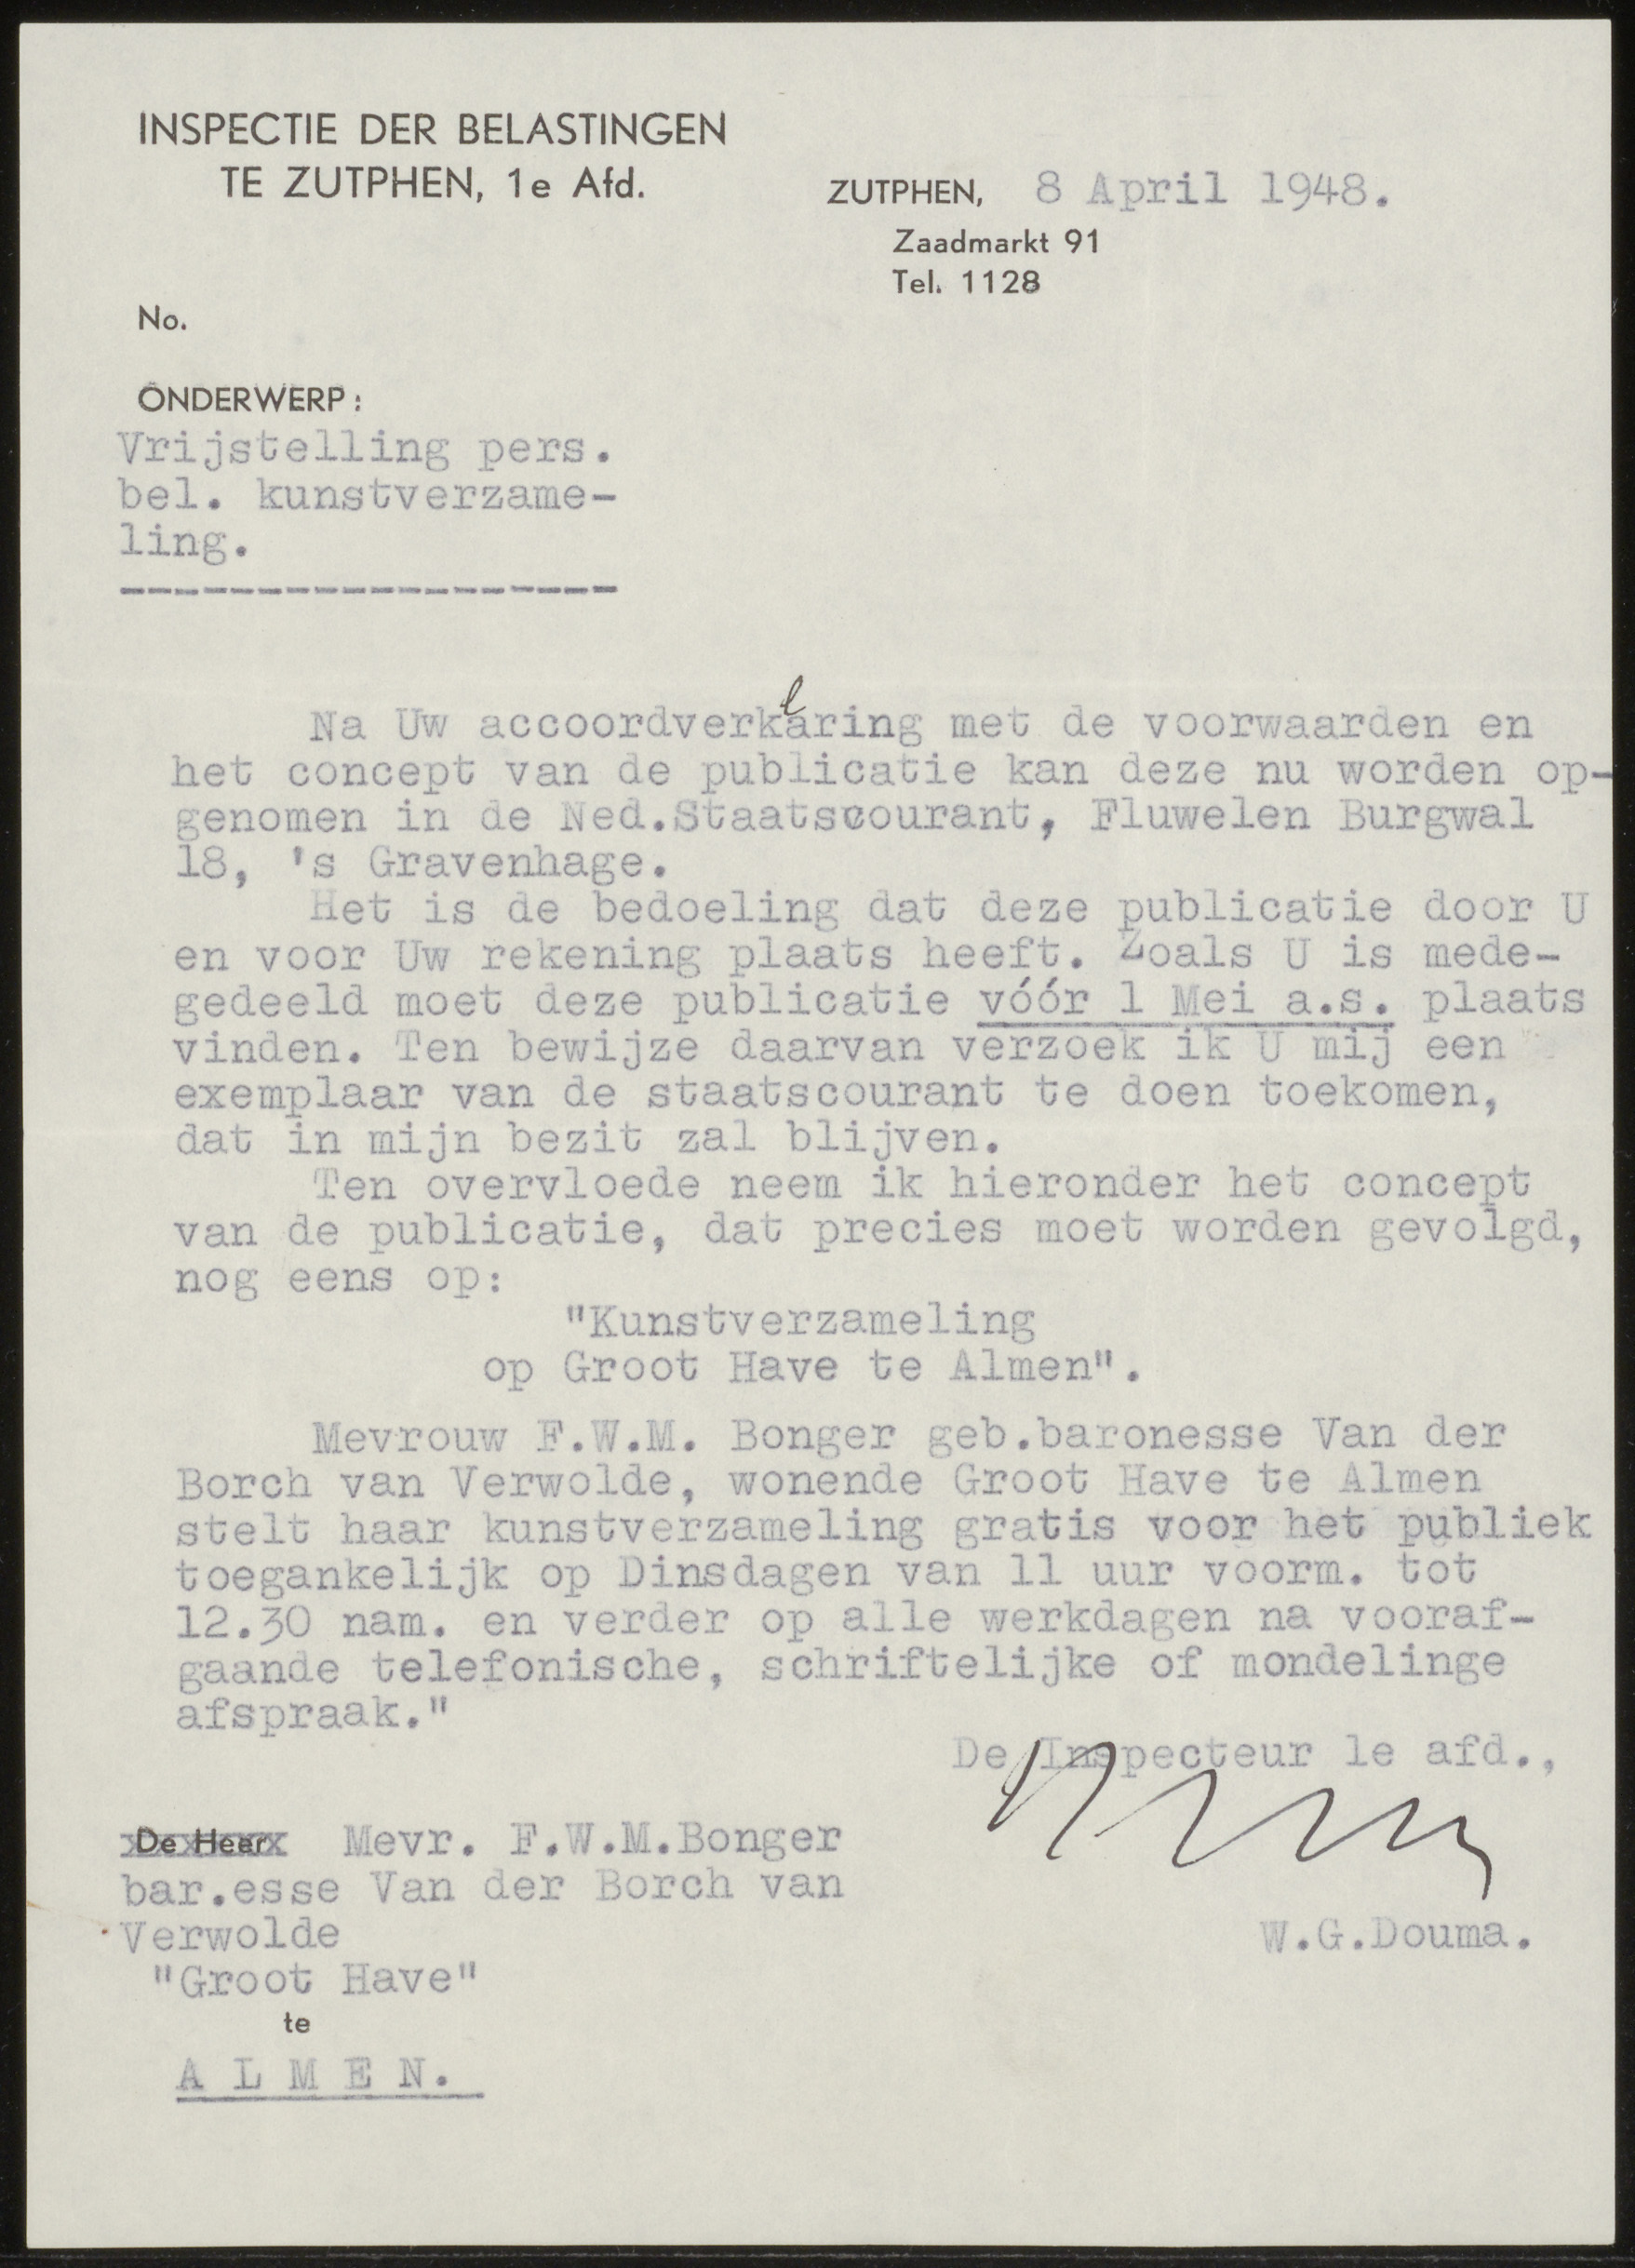 INSPECTIE DER BELASTINGEN
TE ZUTPHEN, 1e Afd.
ZUTPHEN, 8 April 1948.
Zaadmarkt 91
Tel. 1128
No.
ONDERWERP:
Vrijstelling pers.
bel. kunstverzame-
ling.
Na Uw accoordverklaring met de voorwaarden en
het concept van de publicatie kan deze nu worden op-
genomen in de Ned.Staatscourant, Fluwelen Burgwal
18, 's Gravenhage.
Het is de bedoeling dat deze publicatie door U
en voor Uw rekening plaats heeft. Zoals U is mede-
gedeeld moet deze publicatie vóór 1 Mei a.s. plaats
vinden. Ten bewijze daarvan verzoek ik U mij een
exemplaar van de staatscourant te doen toekomen,
dat in mijn bezit zal blijven.
Ten overvloede neem ik hieronder het concept
van de publicatie, dat precies moet worden gevolgd,
nog eens op:
"Kunstverzameling
op Groot Have te Almen".
Mevrouw F.W.M. Bonger geb.baronesse Van der
Borch van Verwolde, wonende Groot Have te Almen
stelt haar kunstverzameling gratis voor het publiek
toegankelijk op Dinsdagen van 11 uur voorm. tot
12.30 nam. en verder op alle werkdagen na vooraf-
gaande telefonische, schriftelijke of mondelinge
afspraak."
De Inspecteur 1e afd.,
De Heer Mevr. F.W.M.Bonger
bar.esse Van der Borch van
Verwolde
W.G.Douma.
"Groot Have"
te
A L M E N.